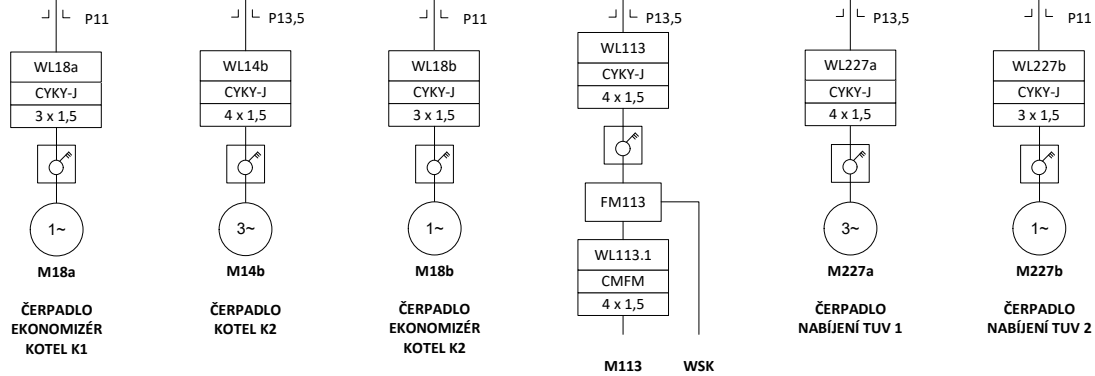 P11
WL18a
CYKY-J
3 x 1,5
1~
M18a
ČERPADLO
EKONOMIZÉR
KOTEL K1
P13,5
WL14b
CYKY-J
4 x 1,5
3~
M14b
ČERPADLO
KOTEL K2
P11
WL18b
CYKY-J
3 x 1,5
1~
M18b
ČERPADLO
EKONOMIZÉR
KOTEL K2
P13,5
WL113
CYKY-J
4 x 1,5
FM113
WL113.1
CMFM
4 x 1,5
M113
WSK
P13,5
WL227a
CYKY-J
4 x 1,5
3~
M227a
ČERPADLO
NABÍJENÍ TUV 1
P11
WL227b
CYKY-J
3 x 1,5
1~
M227b
ČERPADLO
NABÍJENÍ TUV 2